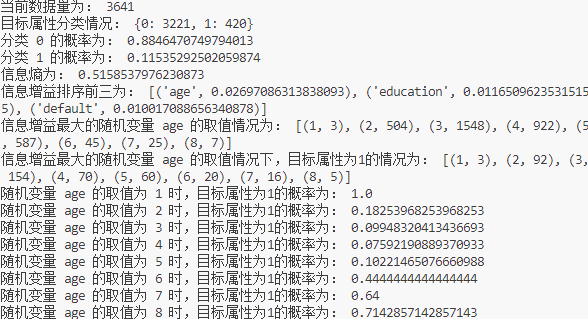 当前数据量为： 3641
目标属性分类情况： {0: 3221, 1: 420}
分类 0 的概率为： 0.8846470749794013
分类 1 的概率为： 0.11535292502059874
信息熵为： 0.5158537976230873
信息增益排序前三为： [('age', 0.02697086313838093), ('education', 0.0116509623531515
5), ('default', 0.010017088656340878)]
信息增益最大的随机变量 age 的取值情况为： [(1, 3), (2, 504), (3, 1548), (4, 922), (5
, 587), (6, 45), (7, 25), (8, 7)]
信息增益最大的随机变量 age 的取值情况下，目标属性为1的情况为： [(1, 3), (2, 92), (3,
154), (4, 70), (5, 60), (6, 20), (7, 16), (8, 5)]
随机变量 age 的取值为 1 时，目标属性为1的概率为： 1.0
随机变量 age 的取值为 2 时，目标属性为1的概率为： 0.18253968253968253
随机变量 age 的取值为 3 时，目标属性为1的概率为： 0.09948320413436693
随机变量 age 的取值为 4 时，目标属性为1的概率为： 0.07592190889370933
随机变量 age 的取值为 5 时，目标属性为1的概率为： 0.10221465076660988
随机变量 age 的取值为 6 时，目标属性为1的概率为： 0.4444444444444444
随机变量 age 的取值为 7 时，目标属性为1的概率为： 0.64
随机变量 age 的取值为 8 时，目标属性为1的概率为： 0.7142857142857143